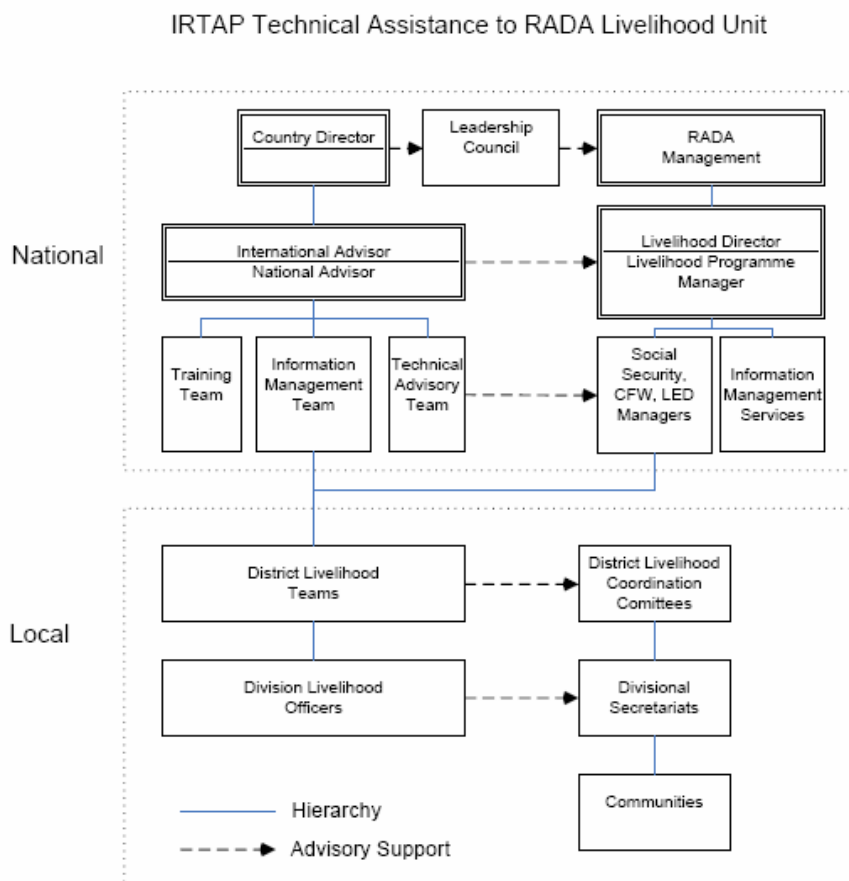 IRTAP Technical Assistance to RADA Livelihood Unit
National
Country Director
Leadership
Council
RADA
Management
International Advisor
National Advisor
Livelihood Director
Livelihood Programme
Manager
Training
Team
Information
Management
Team
Technical
Advisory
Team
Social
Security,
CFW, LED
Managers
Information
Management
Services
Local
District Livelihood
Teams
District Livelihood
Coordination
Comittees
Division Livelihood
Officers
Divisional
Secretariats
Communities
Hierarchy
Advisory Support